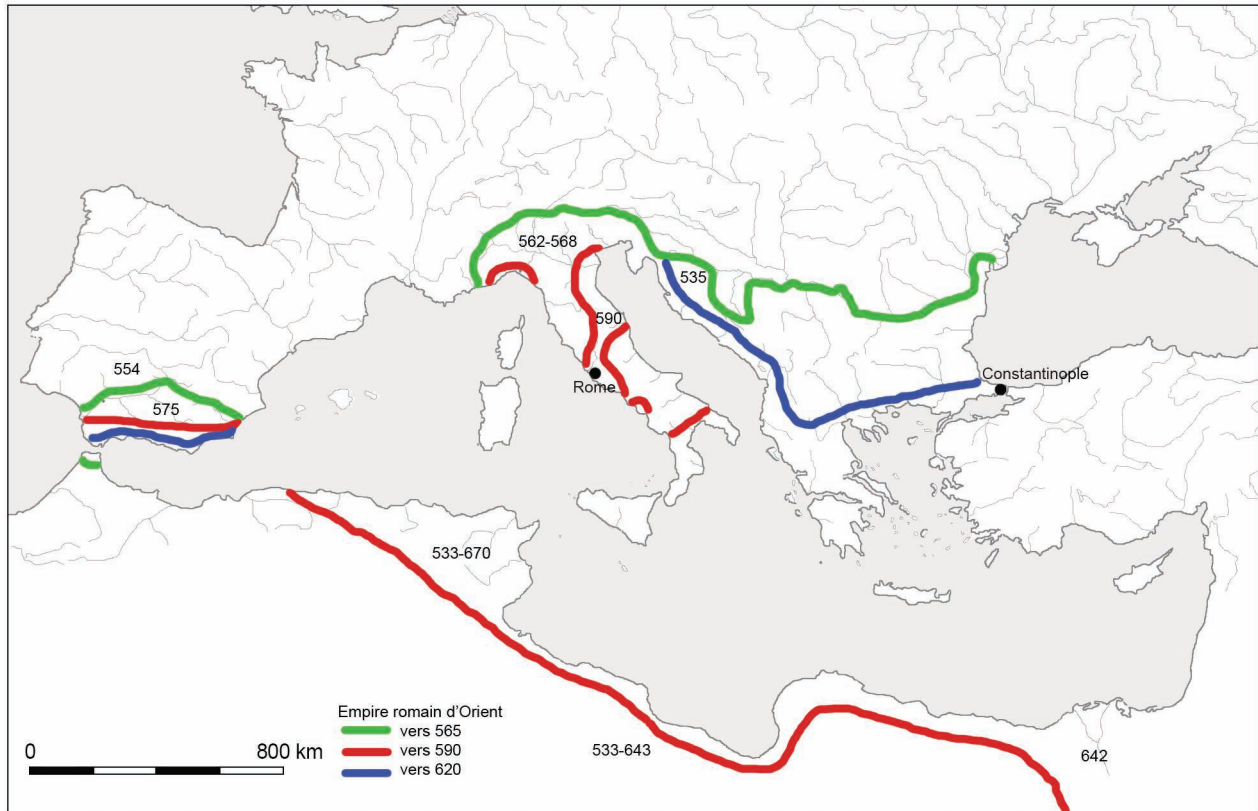 562-568
535
590
Constantinople
Rome
554
575
533-670
Empire romain d'Orient
vers 565
vers 590
vers 620
0 800 km
533-643
642